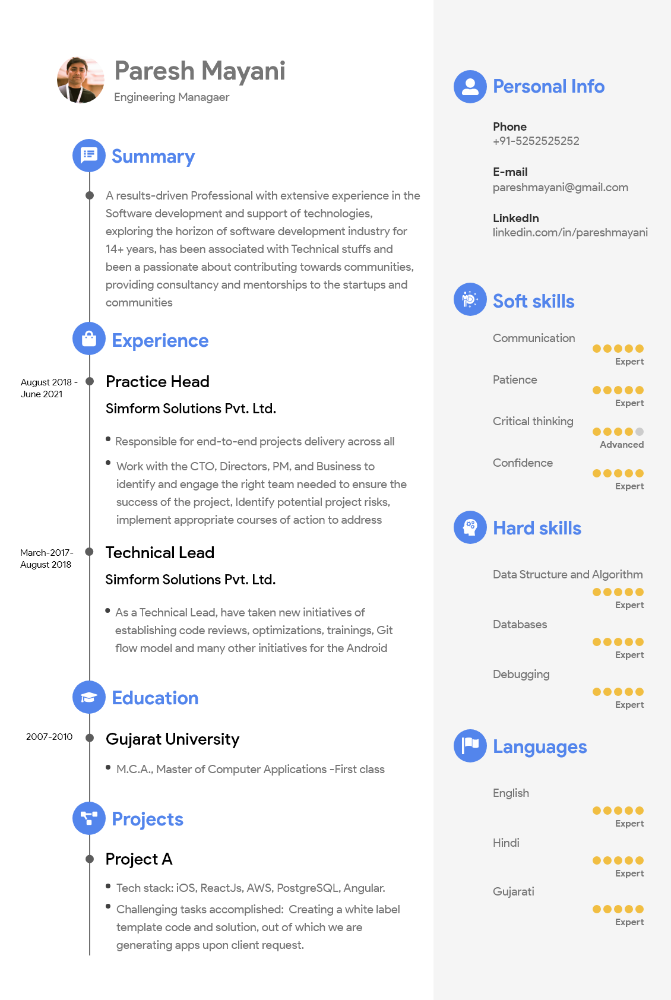 Paresh Mayani
Engineering Managaer
Summary
A results-driven Professional with extensive experience in the
Software development and support of technologies,
exploring the horizon of software development industry for
14+ years, has been associated with Technical stuffs and
been a passionate about contributing towards communities,
providing consultancy and mentorships to the startups and
communities
Experience
August 2018 -
June 2021
Practice Head
Simform Solutions Pvt. Ltd.
• Responsible for end-to-end projects delivery across all
• Work with the CTO, Directors, PM, and Business to
identify and engage the right team needed to ensure the
success of the project, Identify potential project risks,
implement appropriate courses of action to address
March-2017-
August 2018
Technical Lead
Simform Solutions Pvt. Ltd.
• As a Technical Lead, have taken new initiatives of
establishing code reviews, optimizations, trainings, Git
flow model and many other initiatives for the Android
Education
2007-2010
Gujarat University
• M.C.A., Master of Computer Applications -First class
Projects
Project A
• Tech stack: iOS, ReactJs, AWS, PostgreSQL, Angular.
• Challenging tasks accomplished:  Creating a white label
template code and solution, out of which we are
generating apps upon client request.
Personal Info
Phone
+91-5252525252
E-mail
pareshmayani@gmail.com
LinkedIn
linkedin.com/in/pareshmayani
Soft skills
Communication
Expert
Patience
Expert
Critical thinking
Advanced
Confidence
Expert
Hard skills
Data Structure and Algorithm
Expert
Databases
Expert
Debugging
Expert
Languages
English
Expert
Hindi
Expert
Gujarati
Expert